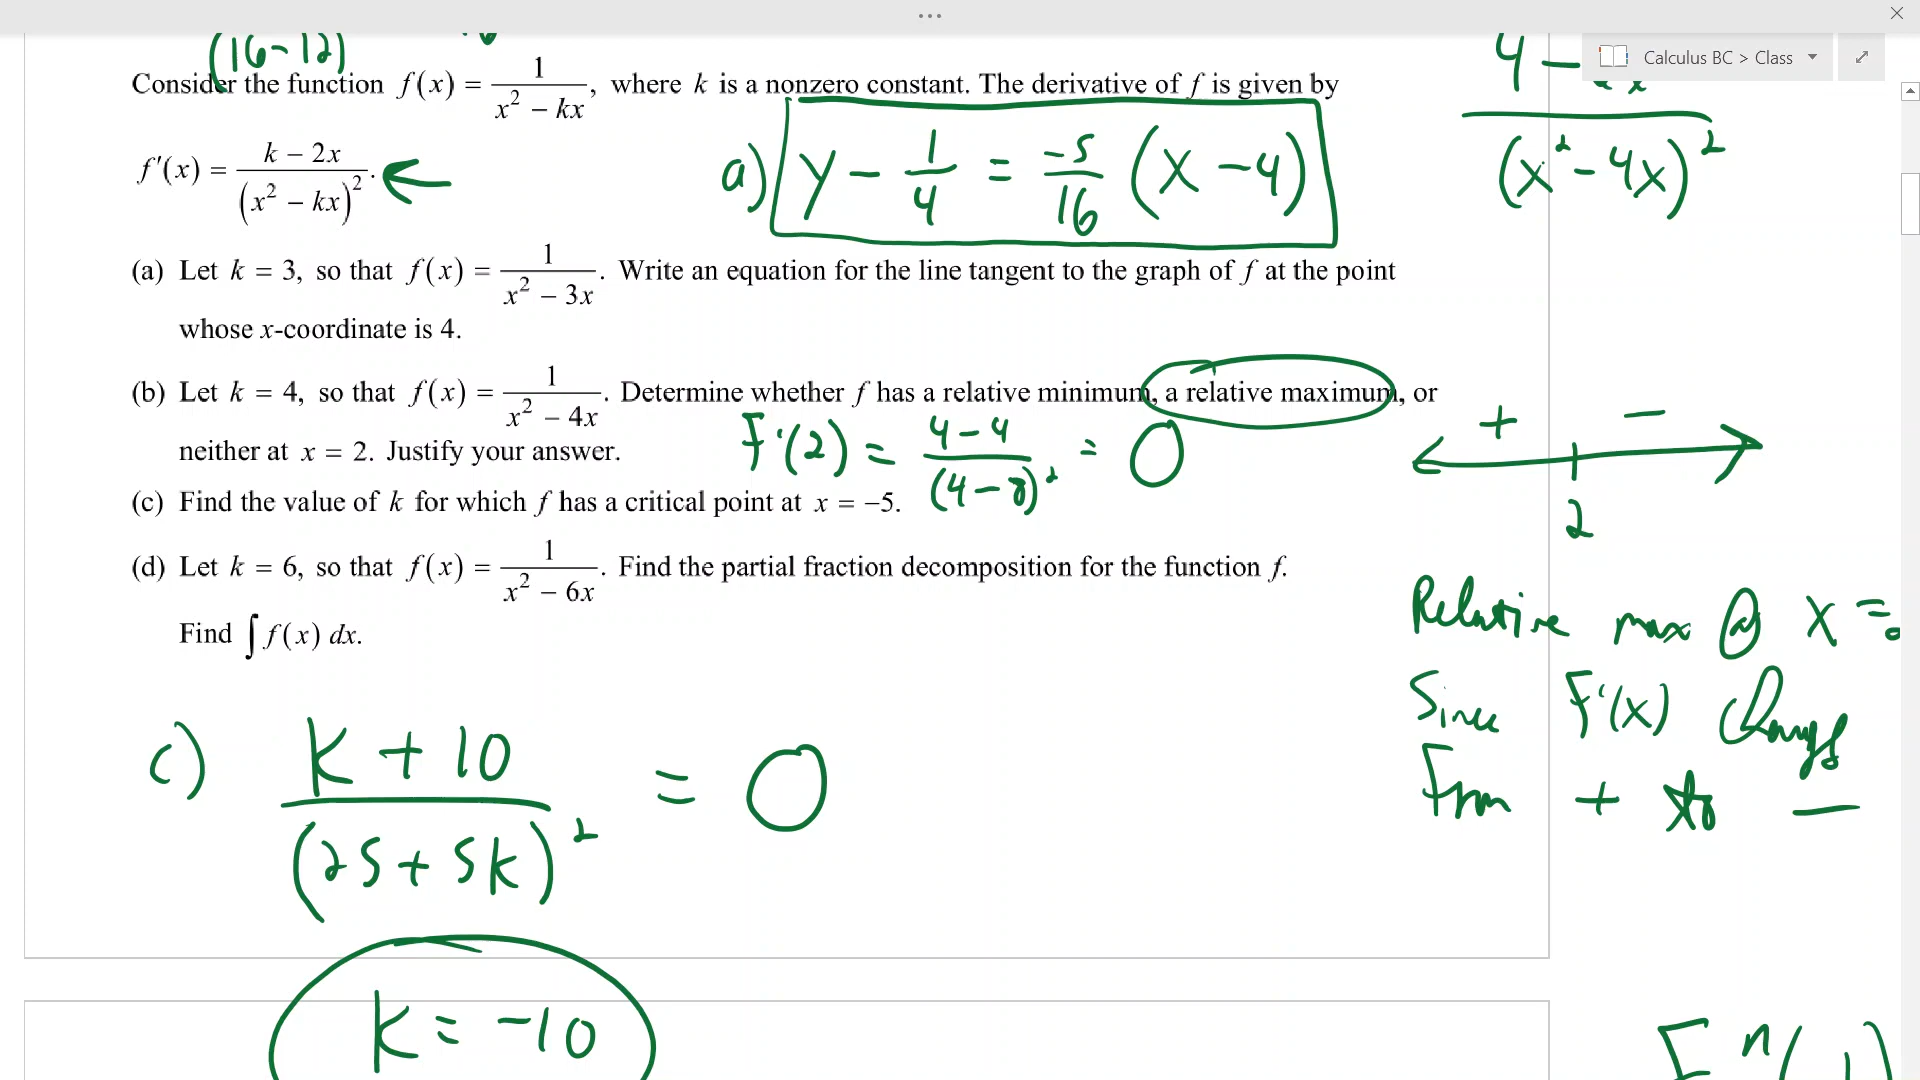 (16-12)
4-
Calculus BC > Class
Consider the function f(x) = 1/(x² − kx), where k is a nonzero constant. The derivative of f is given by
f′(x) = (k − 2x)/(x² − kx)².
a) y - 1/4 = -5/16 (x - 4)
(x² - 4x)²
(a) Let k = 3, so that f(x) = 1/(x² − 3x). Write an equation for the line tangent to the graph of f at the point
whose x-coordinate is 4.
(b) Let k = 4, so that f(x) = 1/(x² − 4x). Determine whether f has a relative minimum, a relative maximum, or
neither at x = 2. Justify your answer.
F'(2) = (4-4)/(4-8)² = 0
+ −
2
(c) Find the value of k for which f has a critical point at x = −5.
(d) Let k = 6, so that f(x) = 1/(x² − 6x). Find the partial fraction decomposition for the function f.
Find ∫ f(x) dx.
Relative max @ x =
Since F'(x) changes
From + to −
c) (k + 10)/(25 + 5k)² = 0
k = -10